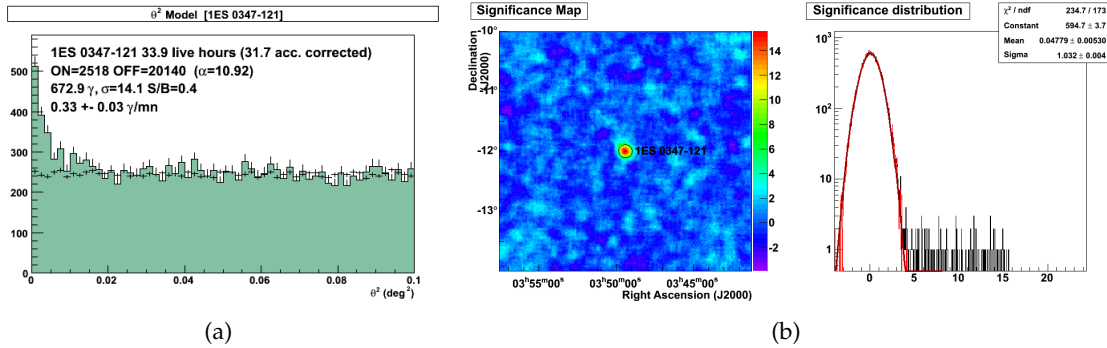 θ² Model [1ES 0347-121]
1ES 0347-121 33.9 live hours (31.7 acc. corrected)
ON=2518 OFF=20140 (α=10.92)
672.9 γ, σ=14.1 S/B=0.4
0.33 +- 0.03 γ/mn
500
400
300
200
100
0
0 0.02 0.04 0.06 0.08 0.1
θ² (deg²)
(a)
Significance Map
Declination (J2000)
-10°
-11°
-12°
-13°
1ES 0347-121
03ʰ55ᵐ00ˢ 03ʰ50ᵐ00ˢ 03ʰ45ᵐ00ˢ
Right Ascension (J2000)
14
12
10
8
6
4
2
0
-2
Significance distribution
χ² / ndf 234.7 / 173
Constant 594.7 ± 3.7
Mean 0.04779 ± 0.00530
Sigma 1.032 ± 0.004
10³
10²
10
1
0 5 10 15 20
(b)